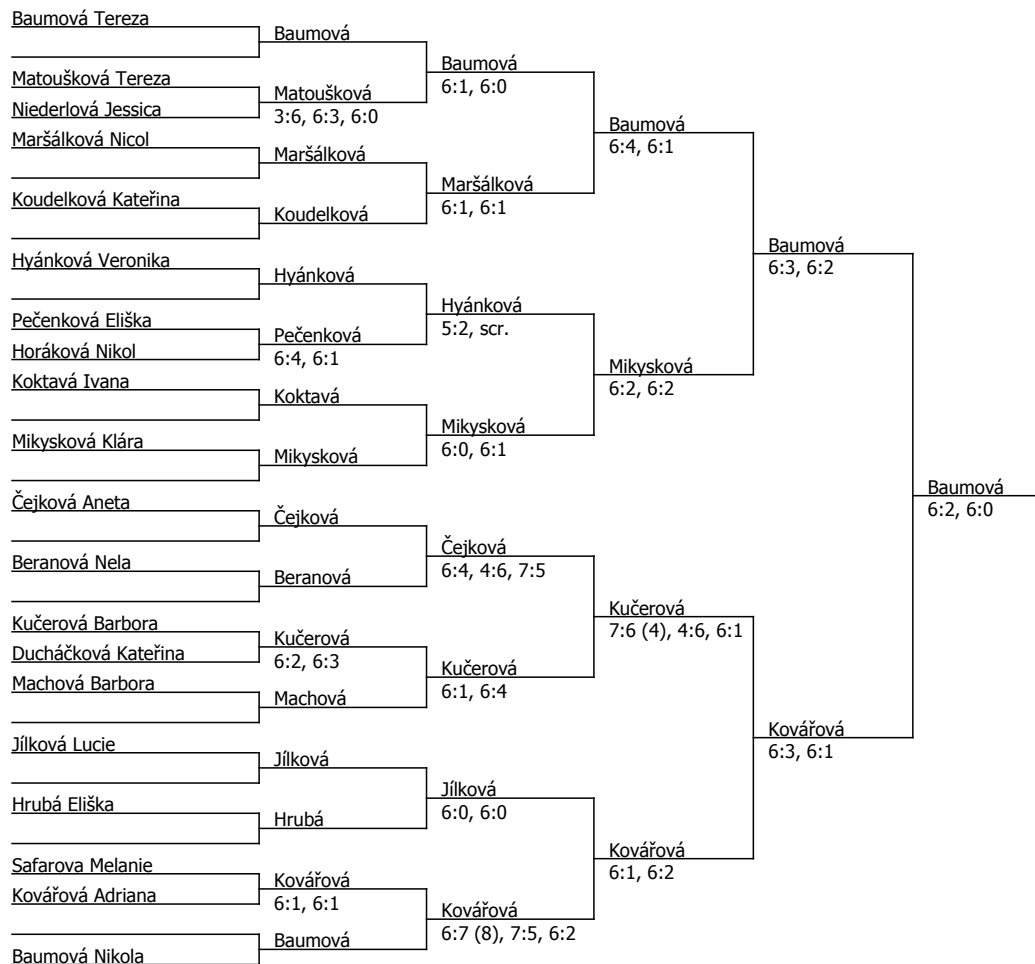 Baumová Tereza
Matoušková Tereza
Niederlová Jessica
Maršálková Nicol
Koudelková Kateřina
Hyánková Veronika
Pečenková Eliška
Horáková Nikol
Koktavá Ivana
Mikysková Klára
Čejková Aneta
Beranová Nela
Kučerová Barbora
Ducháčková Kateřina
Machová Barbora
Jílková Lucie
Hrubá Eliška
Safarova Melanie
Kovářová Adriana
Baumová Nikola
Baumová
Matoušková
3:6, 6:3, 6:0
Maršálková
Koudelková
Hyánková
Pečenková
6:4, 6:1
Koktavá
Mikysková
Čejková
Beranová
Kučerová
6:2, 6:3
Machová
Jílková
Hrubá
Kovářová
6:1, 6:1
Baumová
Baumová
6:1, 6:0
Maršálková
6:1, 6:1
Hyánková
5:2, scr.
Mikysková
6:0, 6:1
Čejková
6:4, 4:6, 7:5
Kučerová
6:1, 6:4
Jílková
6:0, 6:0
Kovářová
6:7 (8), 7:5, 6:2
Baumová
6:4, 6:1
Mikysková
6:2, 6:2
Kučerová
7:6 (4), 4:6, 6:1
Kovářová
6:1, 6:2
Baumová
6:3, 6:2
Kovářová
6:3, 6:1
Baumová
6:2, 6:0